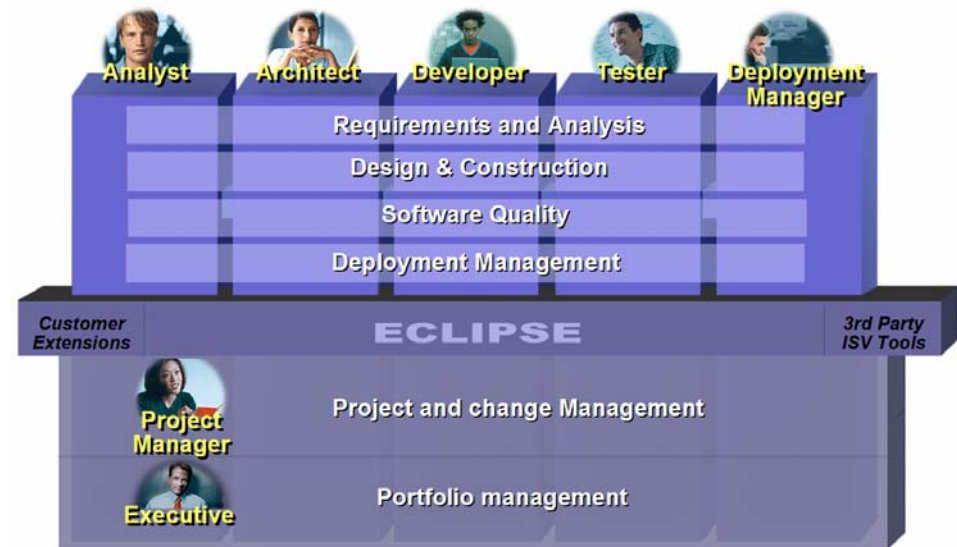 Analyst
Architect
Developer
Tester
Deployment
Manager
Requirements and Analysis
Design & Construction
Software Quality
Deployment Management
Customer
Extensions
ECLIPSE
3rd Party
ISV Tools
Project
Manager
Project and change Management
Executive
Portfolio management